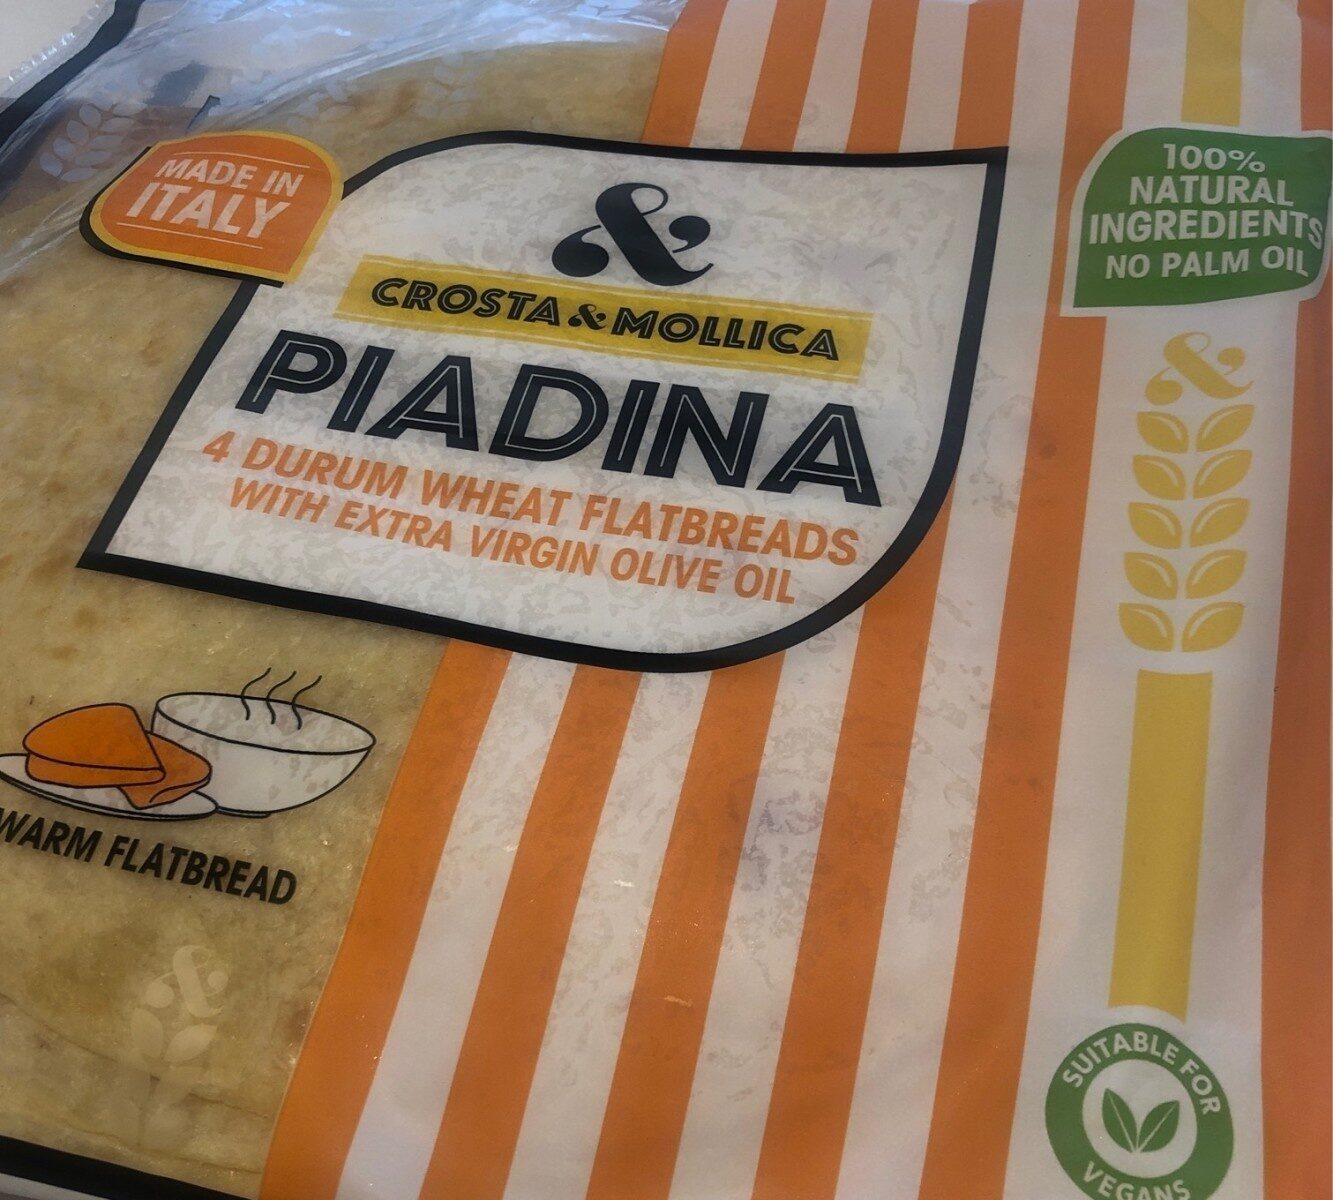 MADE IN
ITALY
&
CROSTA & MOLLICA
PIADINA
4 DURUM WHEAT FLATBREADS
WITH EXTRA VIRGIN OLIVE OIL
100%
NATURAL
INGREDIENTS
NO PALM OIL
&
WARM FLATBREAD
&
SUITABLE FOR
VEGANS